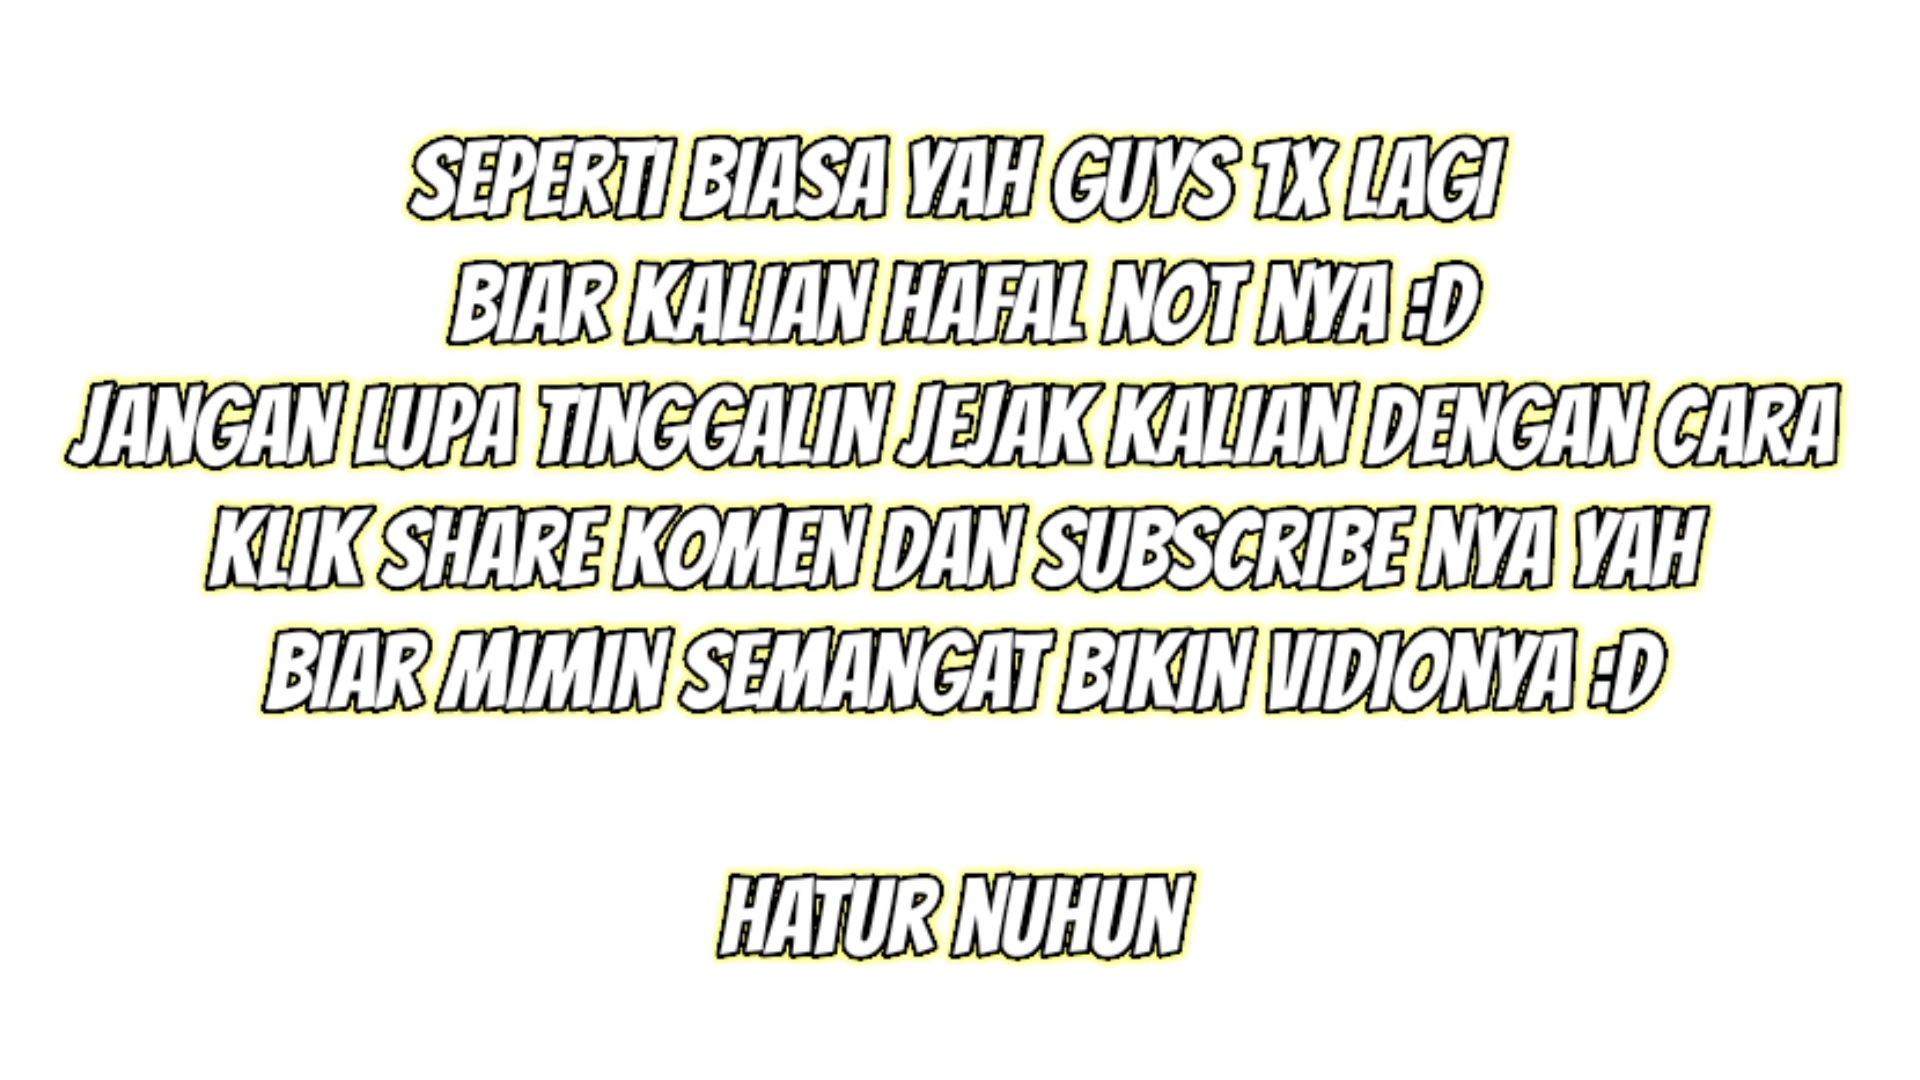 SEPERTI BIASA YAH GUYS 1X LAGI
BIAR KALIAN HAFAL NOT NYA :D
JANGAN LUPA TINGGALIN JEJAK KALIAN DENGAN CARA
KLIK SHARE KOMEN DAN SUBSCRIBE NYA YAH
BIAR MIMIN SEMANGAT BIKIN VIDIONYA :D
HATUR NUHUN